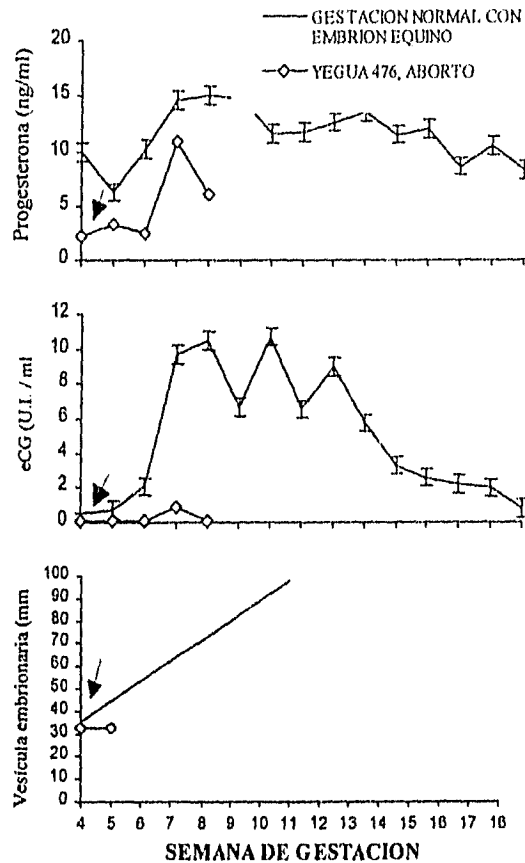 GESTACION NORMAL CON
EMBRION EQUINO
YEGUA 476, ABORTO
Progesterona (ng/ml)
20
15
10
5
0
eCG (U.I. / ml)
12
10
8
6
4
2
0
Vesícula embrionaria (mm
100
90
80
70
60
50
40
30
20
10
0
4 5 6 7 8 9 10 11 12 13 14 15 16 17 18
SEMANA DE GESTACION